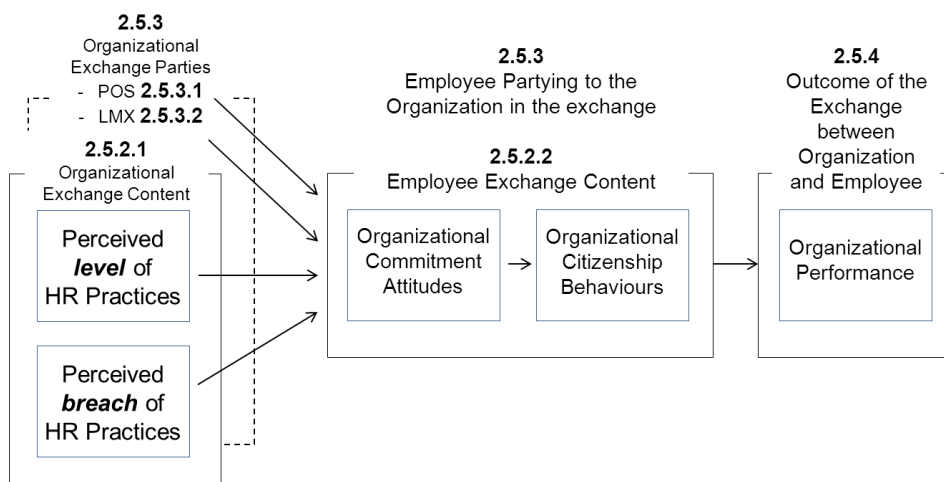 2.5.3
Organizational
Exchange Parties
- POS 2.5.3.1
- LMX 2.5.3.2
2.5.2.1
Organizational
Exchange Content
Perceived
level of
HR Practices
Perceived
breach of
HR Practices
2.5.3
Employee Partying to the
Organization in the exchange
2.5.2.2
Employee Exchange Content
Organizational
Commitment
Attitudes
Organizational
Citizenship
Behaviours
2.5.4
Outcome of the
Exchange
between
Organization
and Employee
Organizational
Performance